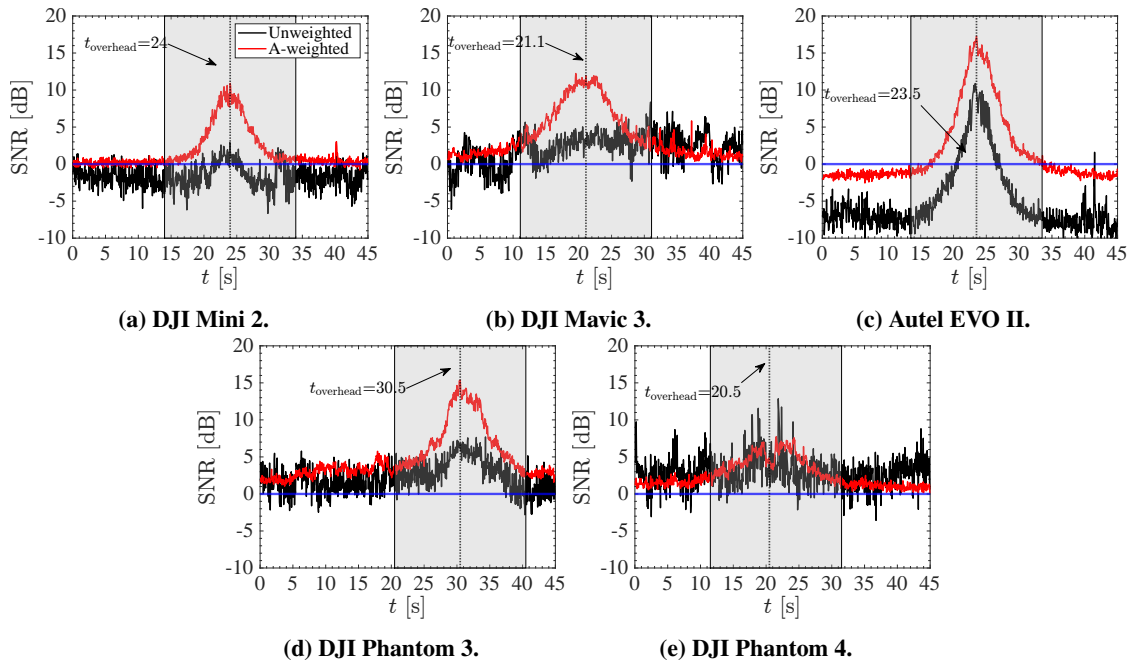 20
15
10
5
0
-5
-10
SNR [dB]
t_overhead=24
Unweighted
A-weighted
0 5 10 15 20 25 30 35 40 45
t [s]
(a) DJI Mini 2.
20
15
10
5
0
-5
-10
SNR [dB]
t_overhead=21.1
0 5 10 15 20 25 30 35 40 45
t [s]
(b) DJI Mavic 3.
20
15
10
5
0
-5
-10
SNR [dB]
t_overhead=23.5
0 5 10 15 20 25 30 35 40 45
t [s]
(c) Autel EVO II.
20
15
10
5
0
-5
-10
SNR [dB]
t_overhead=30.5
0 5 10 15 20 25 30 35 40 45
t [s]
(d) DJI Phantom 3.
20
15
10
5
0
-5
-10
SNR [dB]
t_overhead=20.5
0 5 10 15 20 25 30 35 40 45
t [s]
(e) DJI Phantom 4.